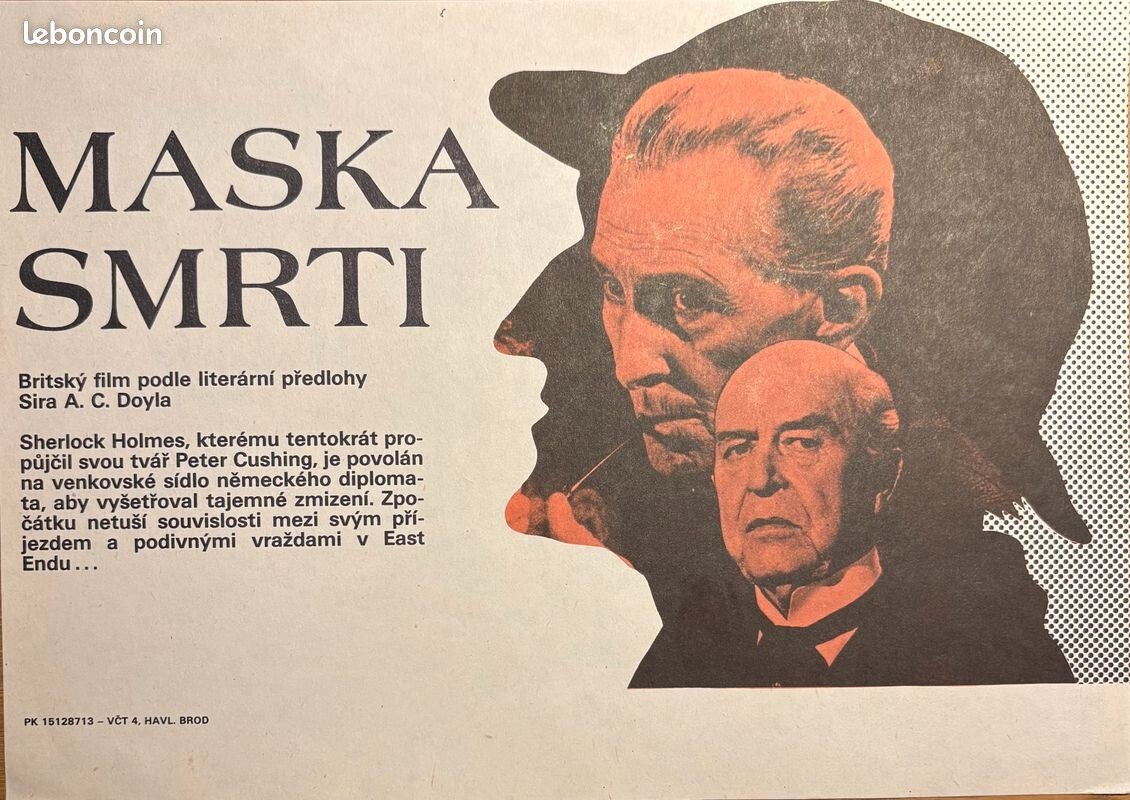 leboncoin
MASKA
SMRTI
Britský film podle literární předlohy
Sira A. C. Doyla
Sherlock Holmes, kterému tentokrát pro-
půjčil svou tvář Peter Cushing, je povolán
na venkovské sídlo německého diploma-
ta, aby vyšetřoval tajemné zmizení. Zpo-
čátku netuší souvislosti mezi svým pří-
jezdem a podivnými vraždami v East
Endu...
PK 15128713 – VČT 4, HAVL. BROD